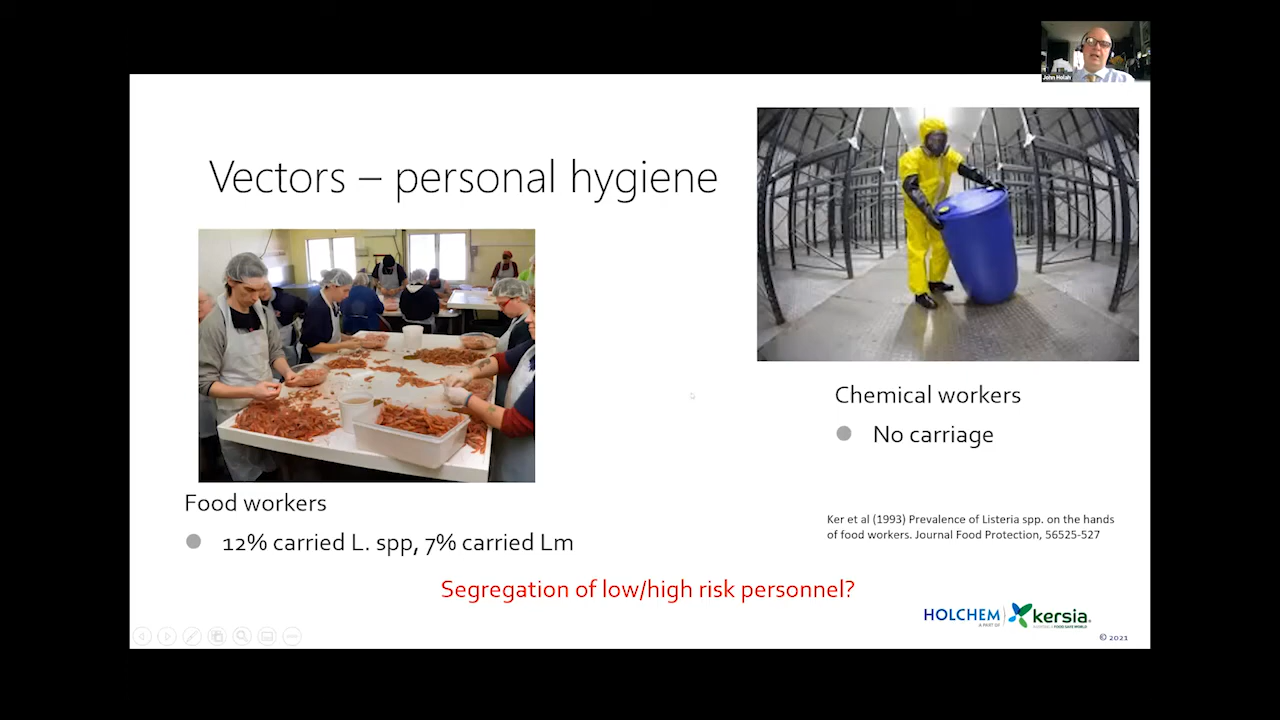 John Holah
Vectors – personal hygiene
Chemical workers
No carriage
Food workers
12% carried L. spp, 7% carried Lm
Ker et al (1993) Prevalence of Listeria spp. on the hands
of food workers. Journal Food Protection, 56525-527
Segregation of low/high risk personnel?
HOLCHEM
A PART OF
kersia
© 2021